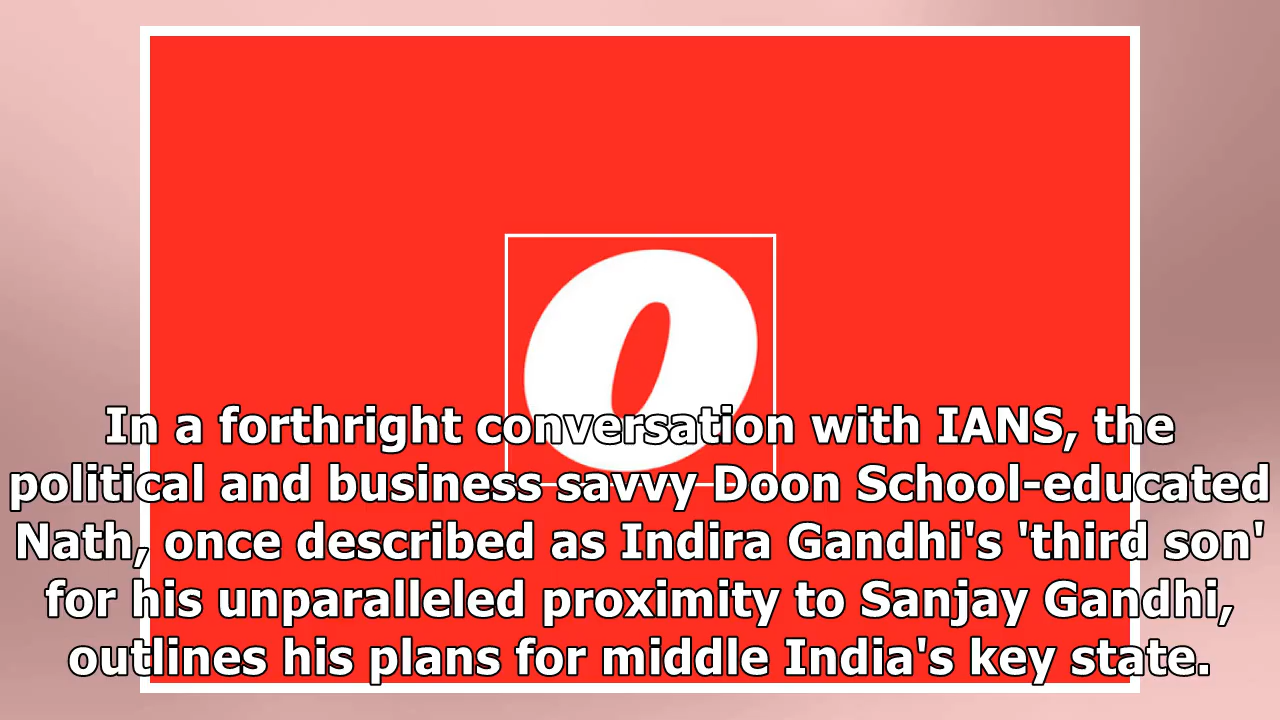 o
In a forthright conversation with IANS, the
political and business savvy Doon School-educated
Nath, once described as Indira Gandhi's 'third son'
for his unparalleled proximity to Sanjay Gandhi,
outlines his plans for middle India's key state.